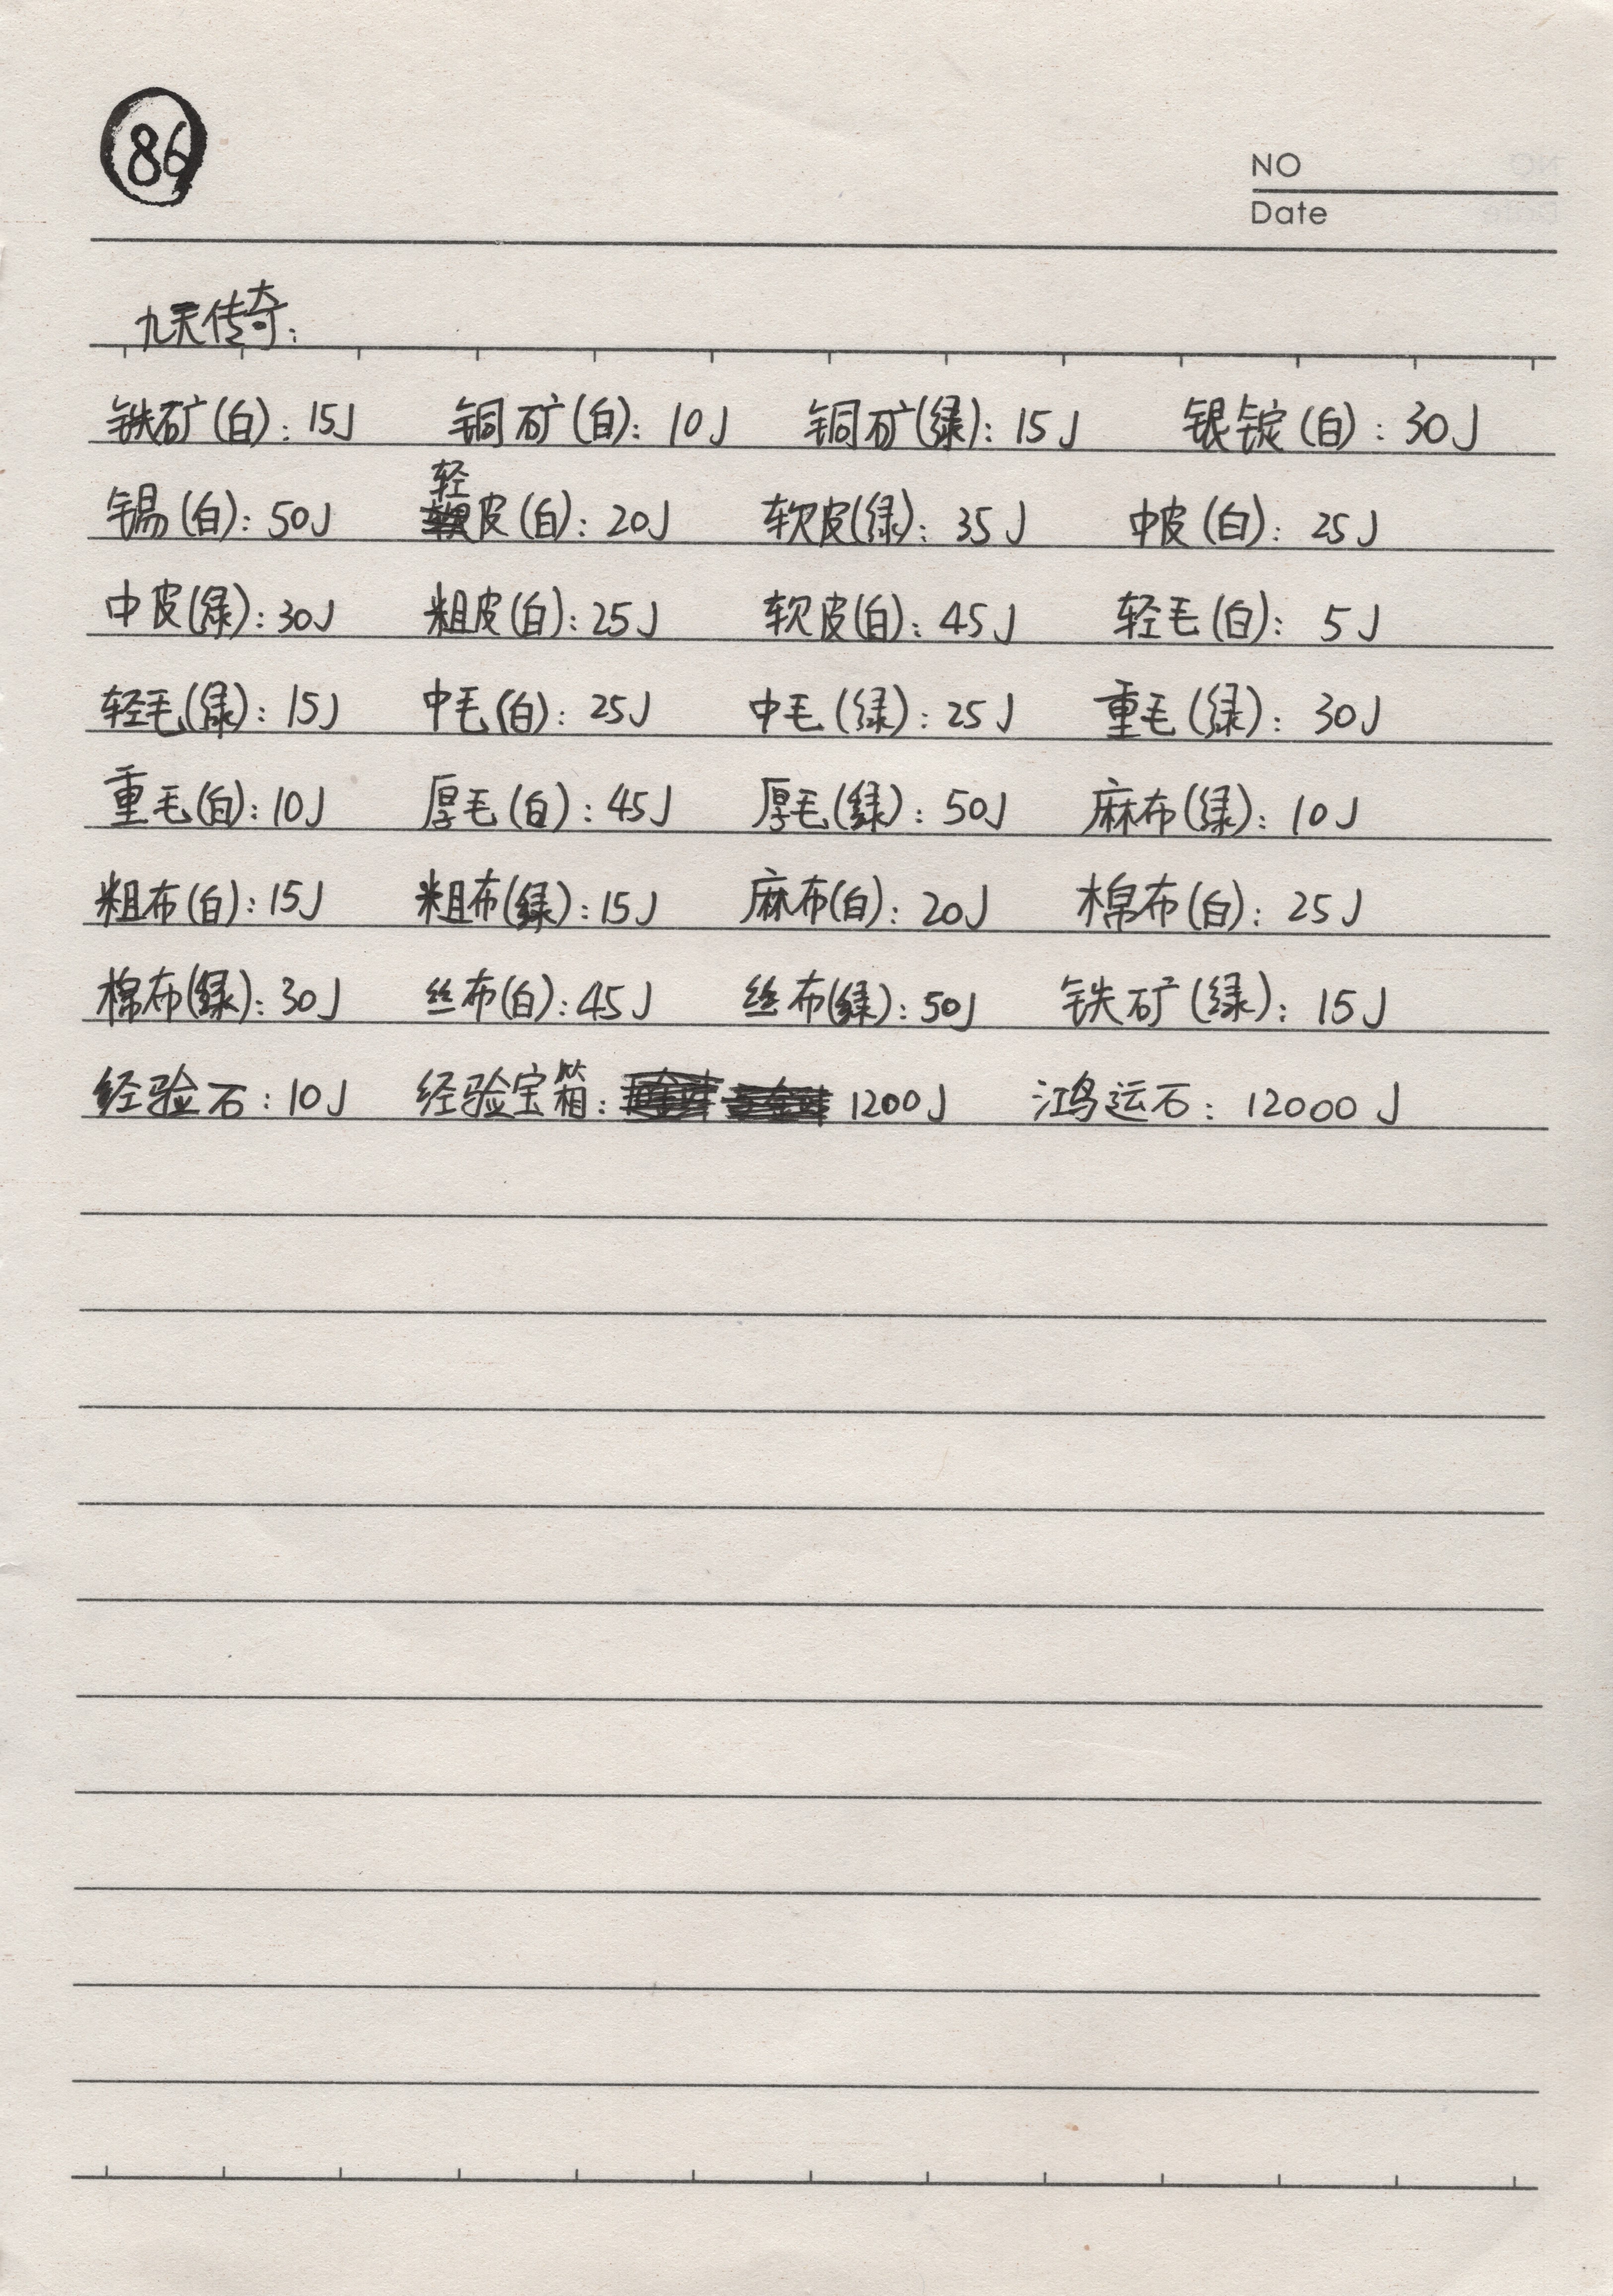 86
NO
Date
九天传奇:
铁矿(白): 15J 铜矿(白): 10J 铜矿(绿): 15J 银锭(白): 30J
锡(白): 50J 轻皮(白): 20J 软皮(绿): 35J 中皮(白): 25J
中皮(绿): 30J 粗皮(白): 25J 软皮(白): 45J 轻毛(白): 5J
轻毛(绿): 15J 中毛(白): 25J 中毛(绿): 25J 重毛(绿): 30J
重毛(白): 10J 厚毛(白): 45J 厚毛(绿): 50J 麻布(绿): 10J
粗布(白): 15J 粗布(绿): 15J 麻布(白): 20J 棉布(白): 25J
棉布(绿): 30J 丝布(白): 45J 丝布(绿): 50J 铁矿(绿): 15J
经验石: 10J 经验宝箱: 1200J 鸿运石: 12000J